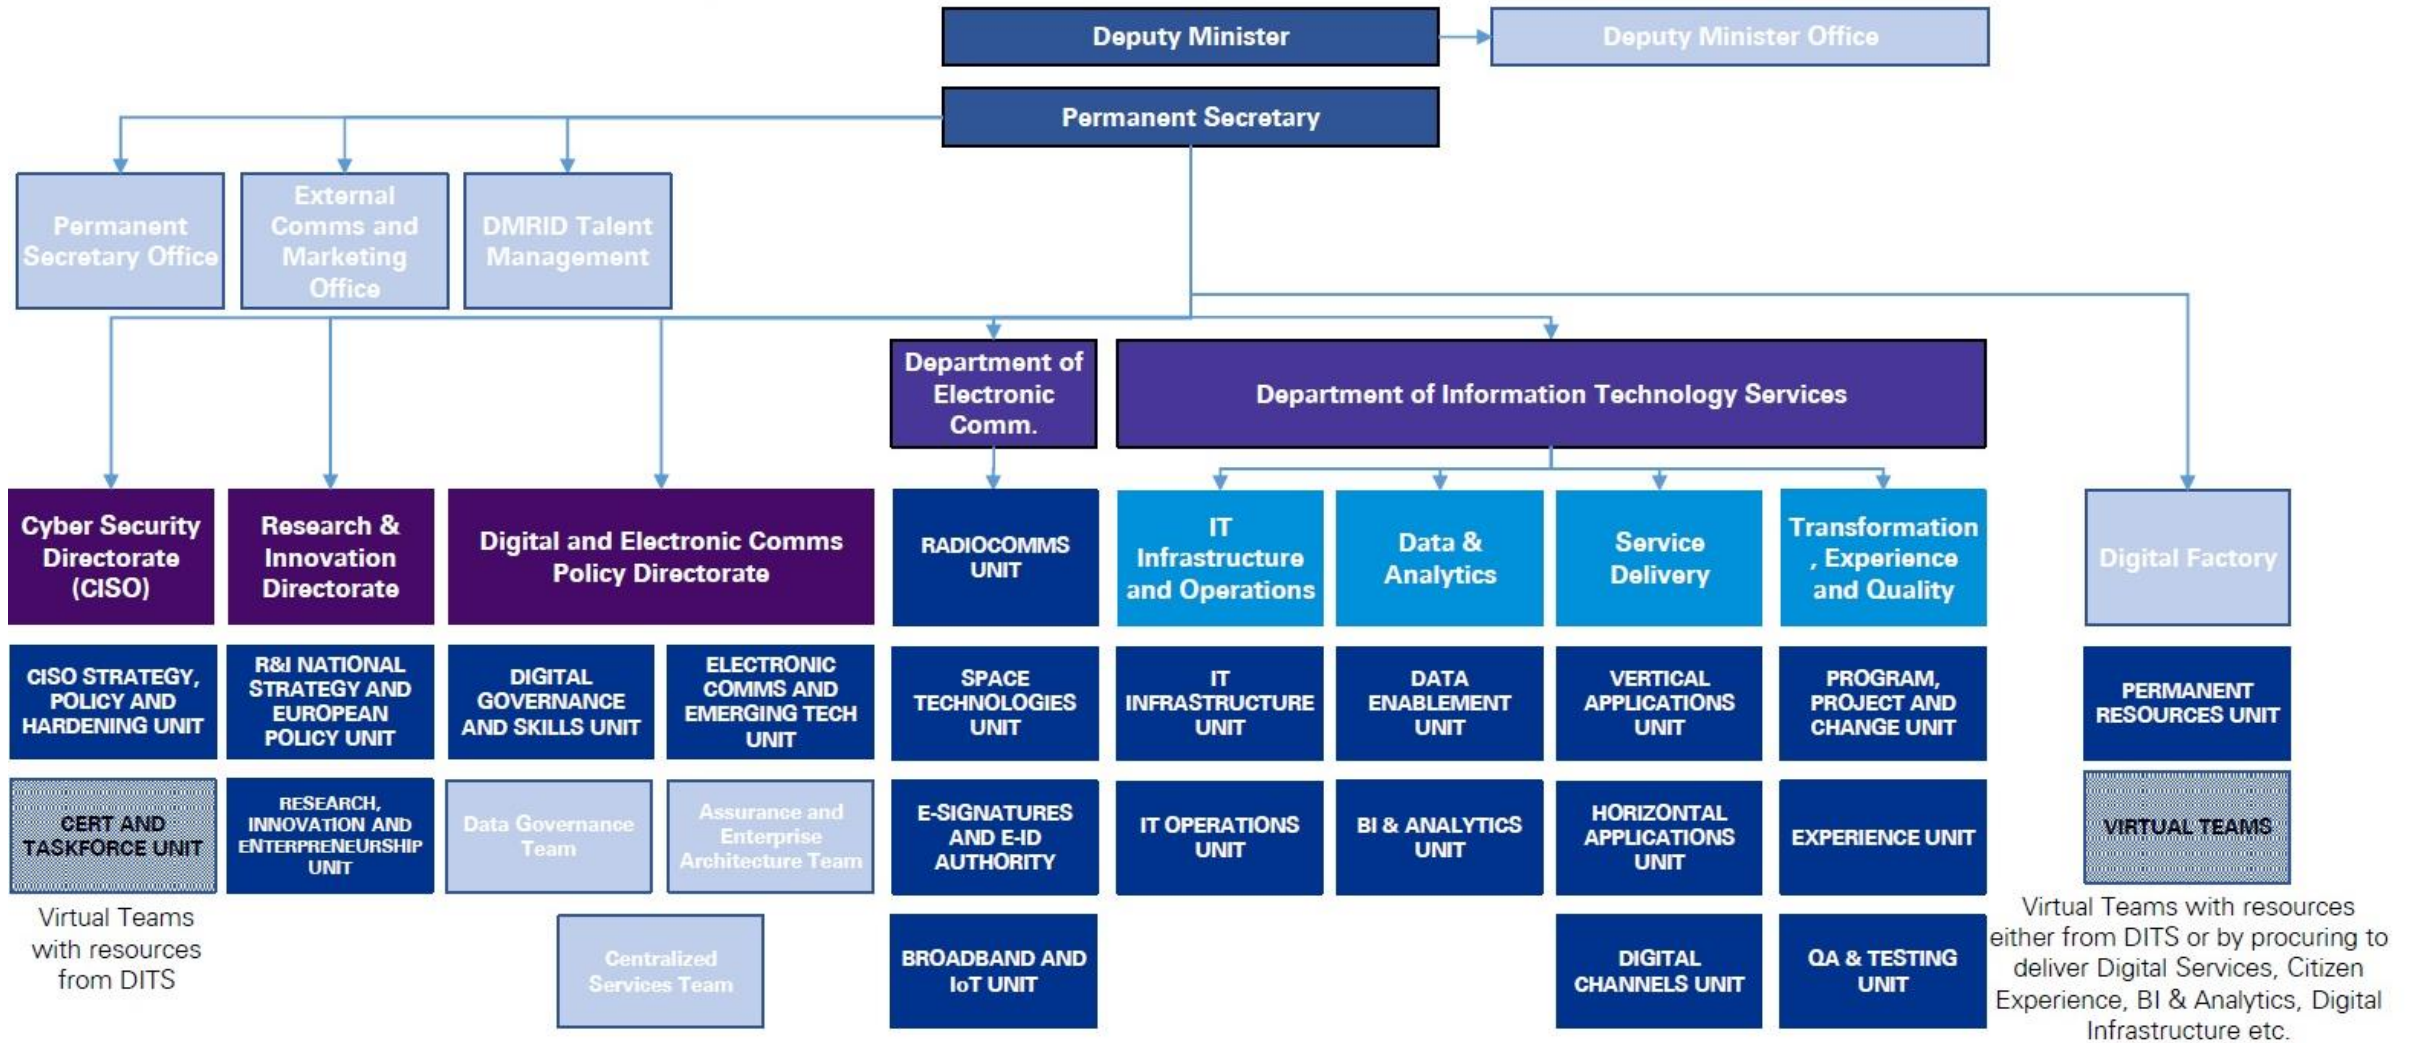 Deputy Minister
Deputy Minister Office
Permanent Secretary
Permanent
Secretary Office
External
Comms and
Marketing
Office
DMRID Talent
Management
Department of
Electronic
Comm.
Department of Information Technology Services
Cyber Security
Directorate
(CISO)
Research &
Innovation
Directorate
Digital and Electronic Comms
Policy Directorate
RADIOCOMMS
UNIT
IT
Infrastructure
and Operations
Data &
Analytics
Service
Delivery
Transformation
, Experience
and Quality
Digital Factory
CISO STRATEGY,
POLICY AND
HARDENING UNIT
R&I NATIONAL
STRATEGY AND
EUROPEAN
POLICY UNIT
DIGITAL
GOVERNANCE
AND SKILLS UNIT
ELECTRONIC
COMMS AND
EMERGING TECH
UNIT
SPACE
TECHNOLOGIES
UNIT
IT
INFRASTRUCTURE
UNIT
DATA
ENABLEMENT
UNIT
VERTICAL
APPLICATIONS
UNIT
PROGRAM,
PROJECT AND
CHANGE UNIT
PERMANENT
RESOURCES UNIT
CERT AND
TASKFORCE UNIT
RESEARCH,
INNOVATION AND
ENTERPRENEURSHIP
UNIT
Data Governance
Team
Assurance and
Enterprise
Architecture Team
E-SIGNATURES
AND E-ID
AUTHORITY
IT OPERATIONS
UNIT
BI & ANALYTICS
UNIT
HORIZONTAL
APPLICATIONS
UNIT
EXPERIENCE UNIT
VIRTUAL TEAMS
Virtual Teams
with resources
from DITS
Centralized
Services Team
BROADBAND AND
IoT UNIT
DIGITAL
CHANNELS UNIT
QA & TESTING
UNIT
Virtual Teams with resources
either from DITS or by procuring to
deliver Digital Services, Citizen
Experience, BI & Analytics, Digital
Infrastructure etc.